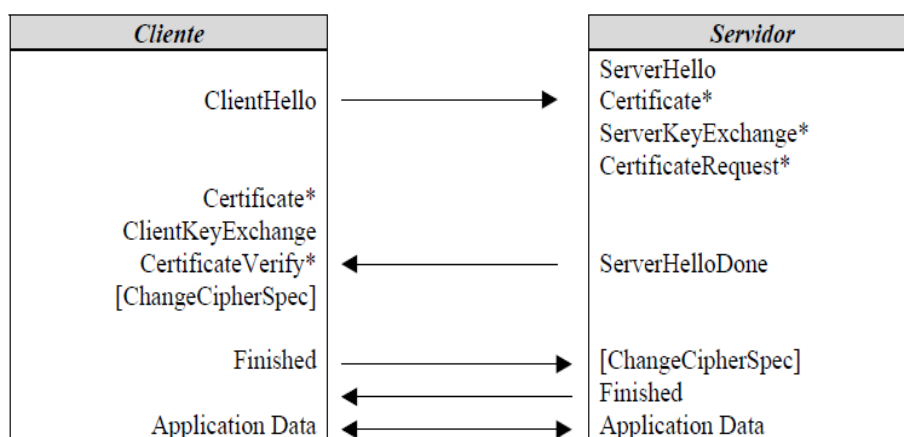 Cliente
Servidor
ServerHello
ClientHello
Certificate*
ServerKeyExchange*
CertificateRequest*
Certificate*
ClientKeyExchange
CertificateVerify*
ServerHelloDone
[ChangeCipherSpec]
Finished
[ChangeCipherSpec]
Finished
Application Data
Application Data